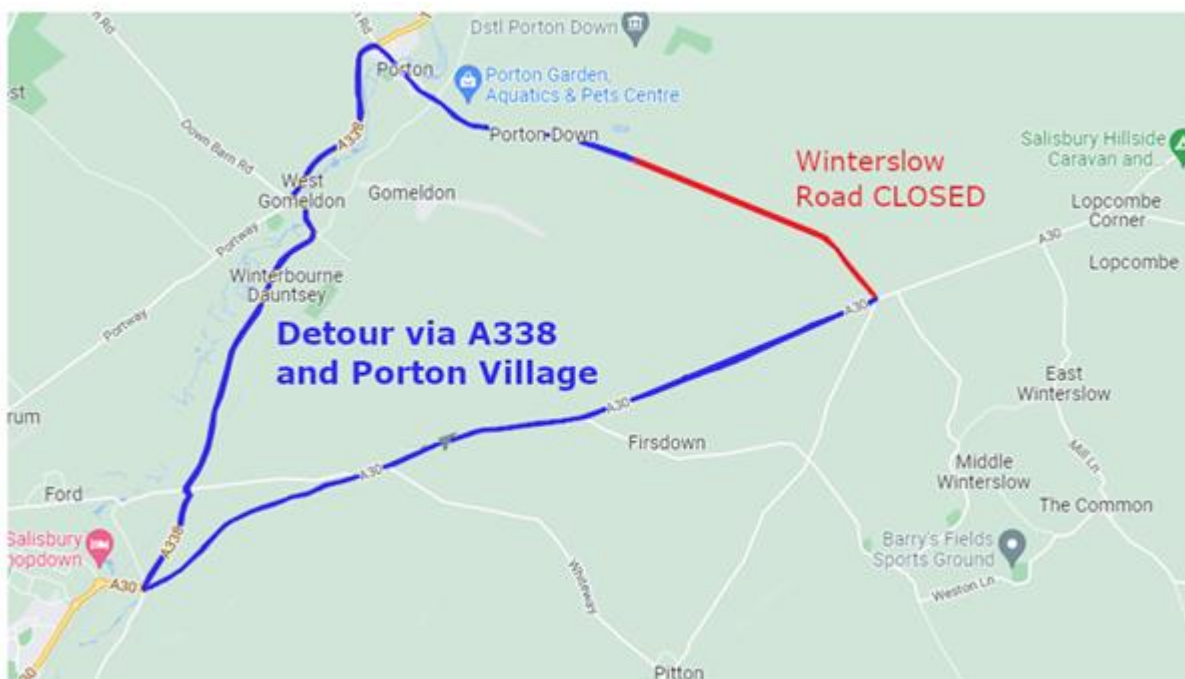 Dstl Porton Down
Porton
Porton Garden,
Aquatics & Pets Centre
A338
Porton Down
Down Barn Rd
Salisbury Hillside
Caravan and...
Winterslow
Road CLOSED
West
Gomeldon
Gomeldon
Lopcombe
Corner
A30
Portway
Lopcombe
Winterbourne
Dauntsey
A30
Portway
Detour via A338
and Porton Village
East
Winterslow
A30
Firsdown
Mill Ln
A30
Middle
Winterslow
Ford
The Common
A338
Salisbury
Barry's Fields
Sports Ground
A30
Whiteway
Weston Ln
Pitton